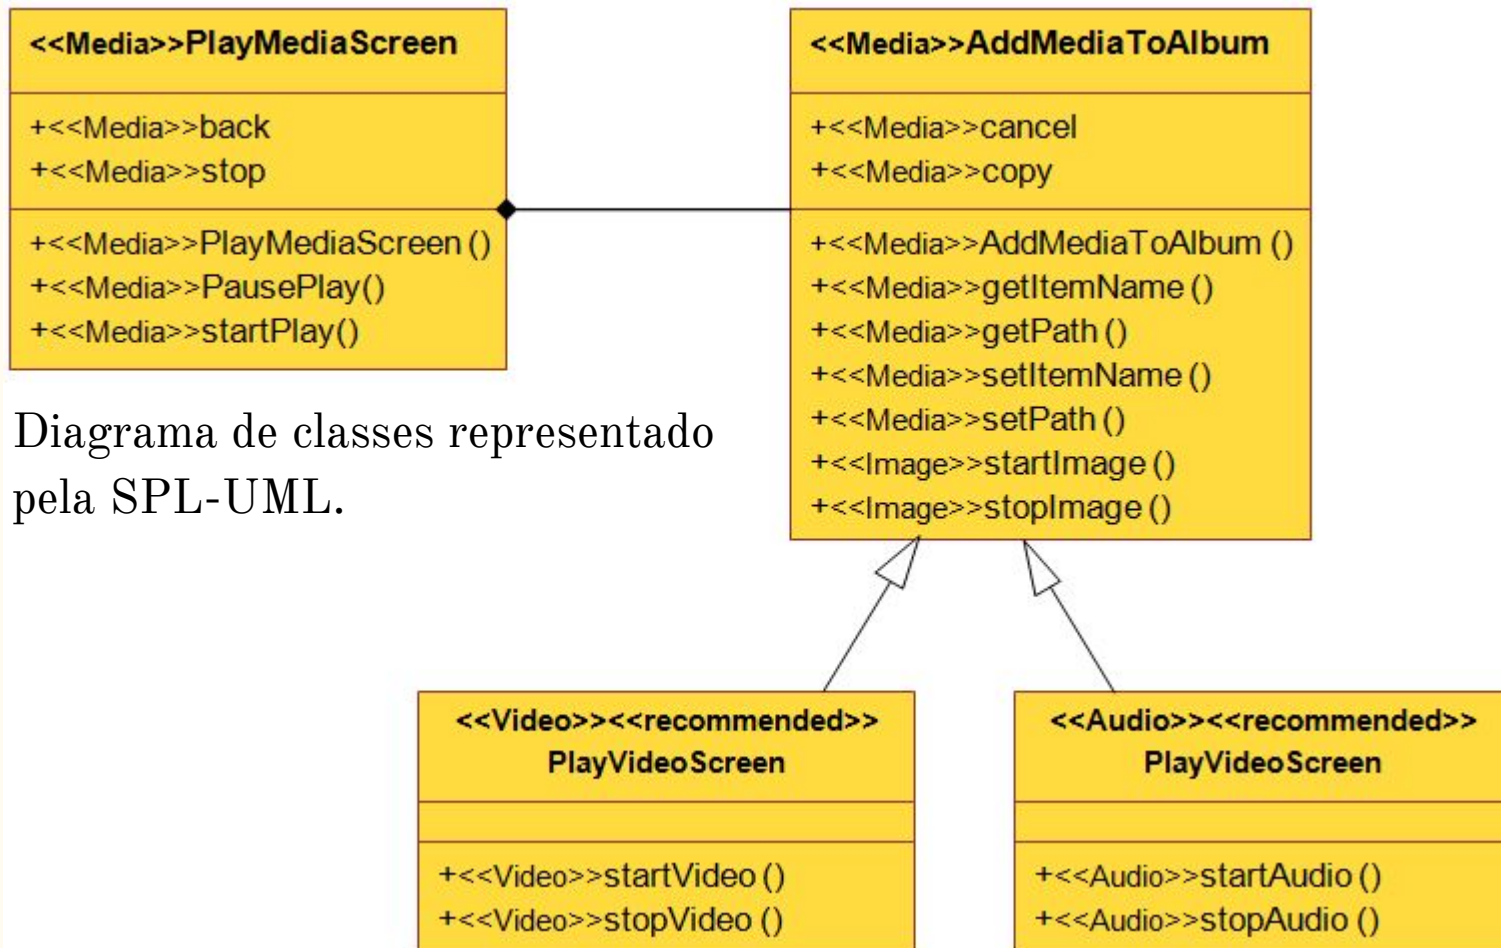 <<Media>>PlayMediaScreen
+<<Media>>back
+<<Media>>stop
+<<Media>>PlayMediaScreen()
+<<Media>>PausePlay()
+<<Media>>startPlay()
<<Media>>AddMediaToAlbum
+<<Media>>cancel
+<<Media>>copy
+<<Media>>AddMediaToAlbum()
+<<Media>>getItemName()
+<<Media>>getPath()
+<<Media>>setItemName()
+<<Media>>setPath()
+<<Image>>startImage()
+<<Image>>stopImage()
Diagrama de classes representado
pela SPL-UML.
<<Video>><<recommended>>
PlayVideoScreen
+<<Video>>startVideo()
+<<Video>>stopVideo()
<<Audio>><<recommended>>
PlayVideoScreen
+<<Audio>>startAudio()
+<<Audio>>stopAudio()